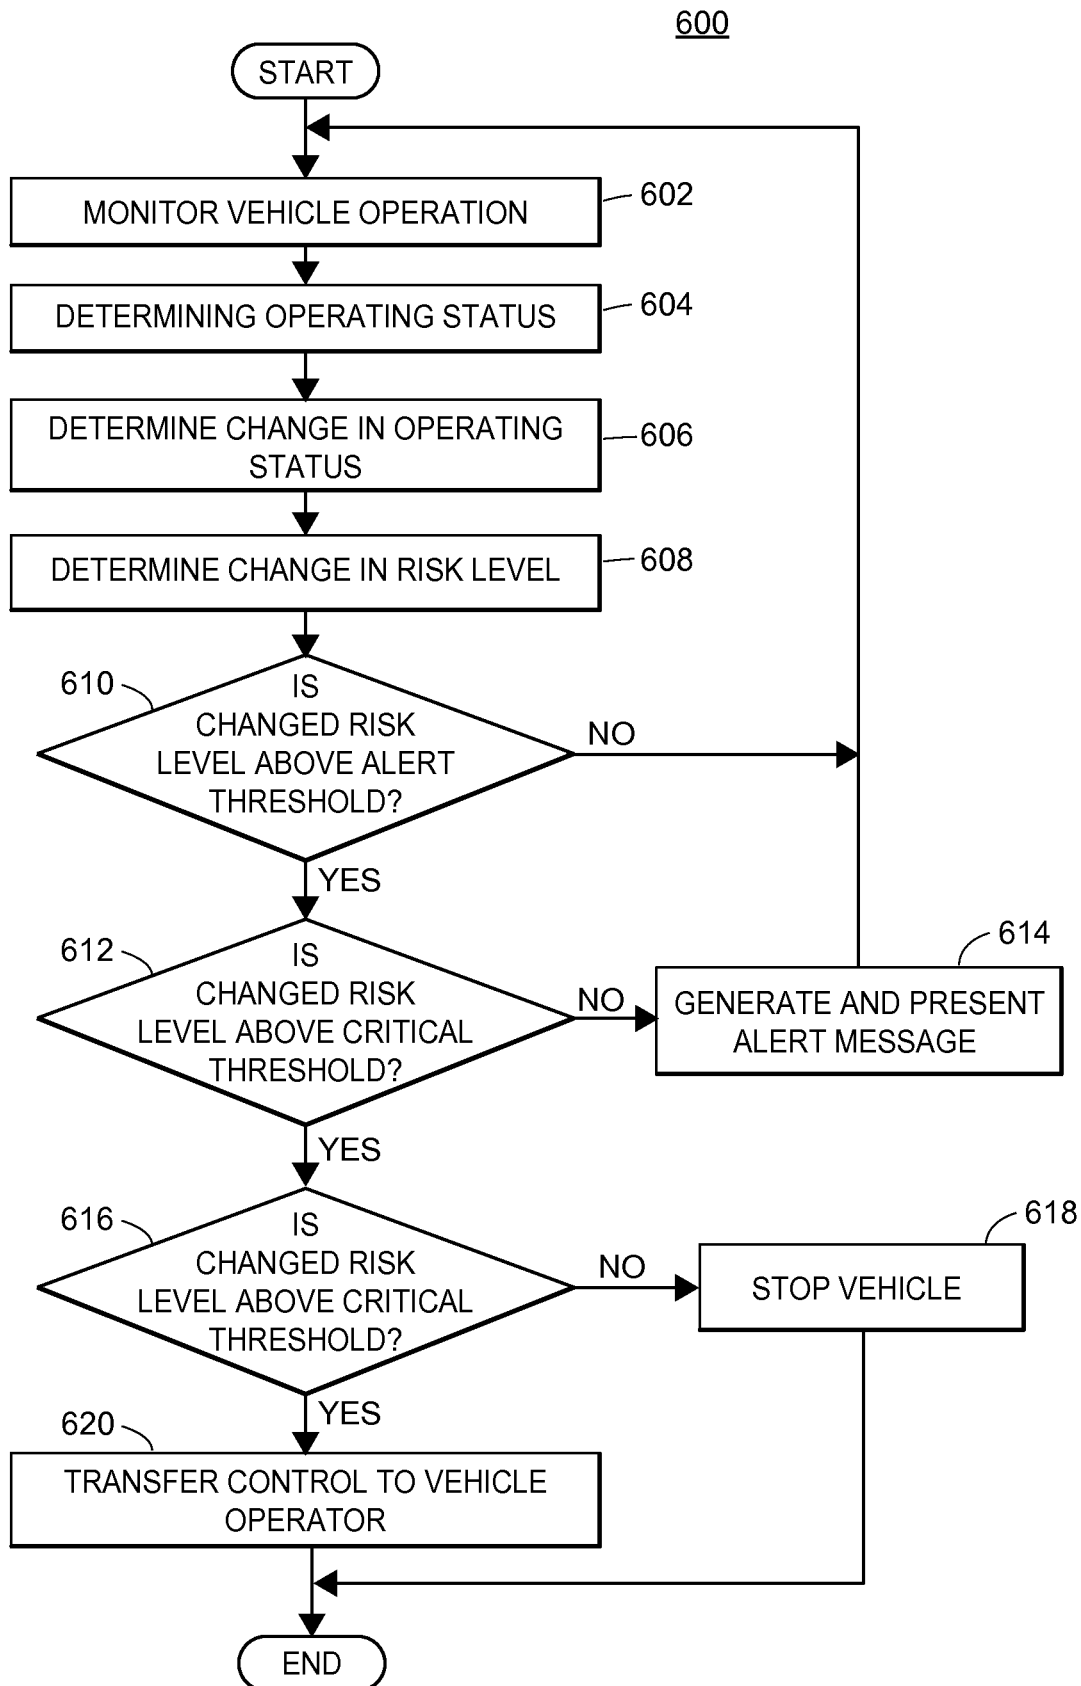 600
START
MONITOR VEHICLE OPERATION
602
DETERMINING OPERATING STATUS
604
DETERMINE CHANGE IN OPERATING
STATUS
606
DETERMINE CHANGE IN RISK LEVEL
608
610
IS
CHANGED RISK
LEVEL ABOVE ALERT
THRESHOLD?
NO
YES
612
IS
CHANGED RISK
LEVEL ABOVE CRITICAL
THRESHOLD?
NO
614
GENERATE AND PRESENT
ALERT MESSAGE
YES
616
IS
CHANGED RISK
LEVEL ABOVE CRITICAL
THRESHOLD?
NO
618
STOP VEHICLE
YES
620
TRANSFER CONTROL TO VEHICLE
OPERATOR
END